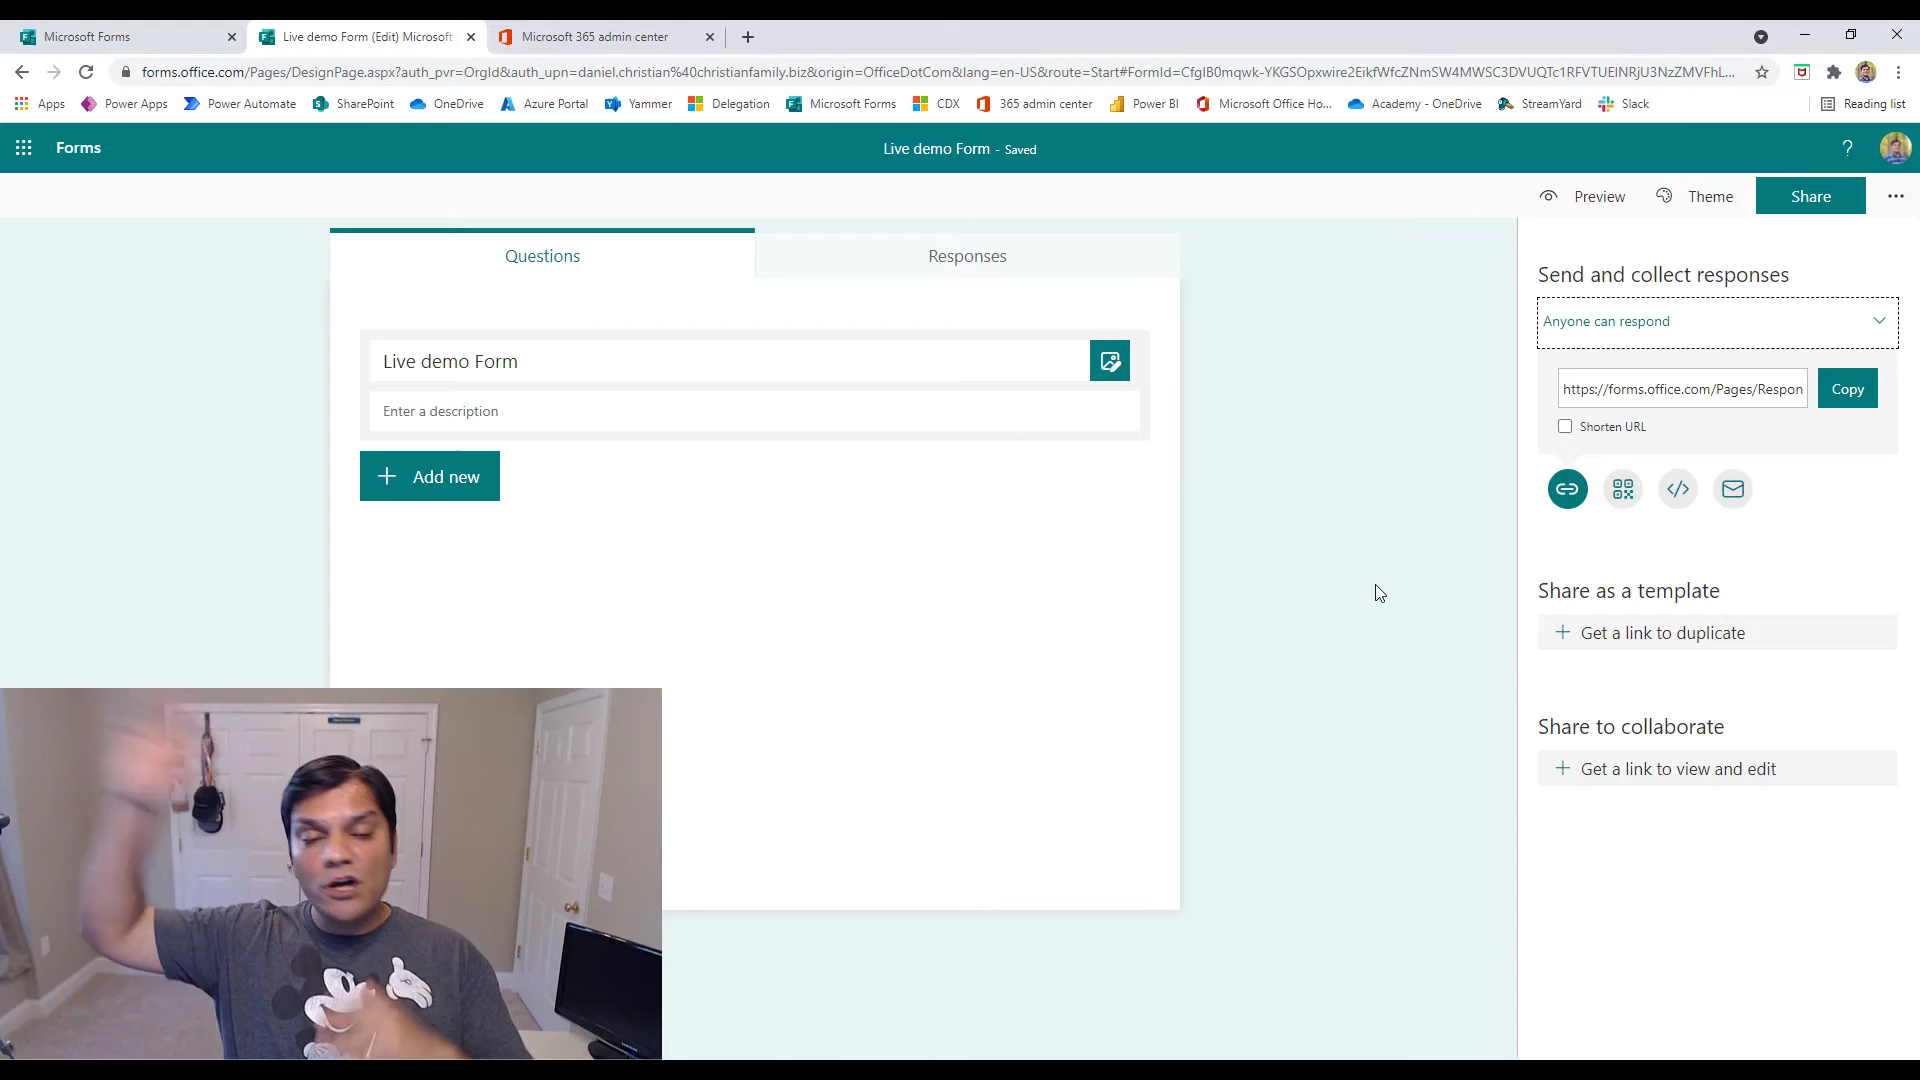 Microsoft Forms
Live demo Form (Edit) Microsoft
Microsoft 365 admin center
forms.office.com/Pages/DesignPage.aspx?auth_pvr=OrgId&auth_upn=daniel.christian%40christianfamily.biz&origin=OfficeDotCom&lang=en-US&route=Start#FormId=CfglB0mqwk-YKGSOpxwire2EikfWfcZNmSW4MWSC3DVUQTc1RFVTUElNRjU3NzZMVFhL...
Apps
Power Apps
Power Automate
SharePoint
OneDrive
Azure Portal
Yammer
Delegation
Microsoft Forms
CDX
365 admin center
Power BI
Microsoft Office Ho...
Academy - OneDrive
StreamYard
Slack
Reading list
Forms
Live demo Form - Saved
?
Preview
Theme
Share
Questions
Responses
Live demo Form
Enter a description
Add new
Send and collect responses
Anyone can respond
https://forms.office.com/Pages/Respon
Copy
Shorten URL
Share as a template
Get a link to duplicate
Share to collaborate
Get a link to view and edit